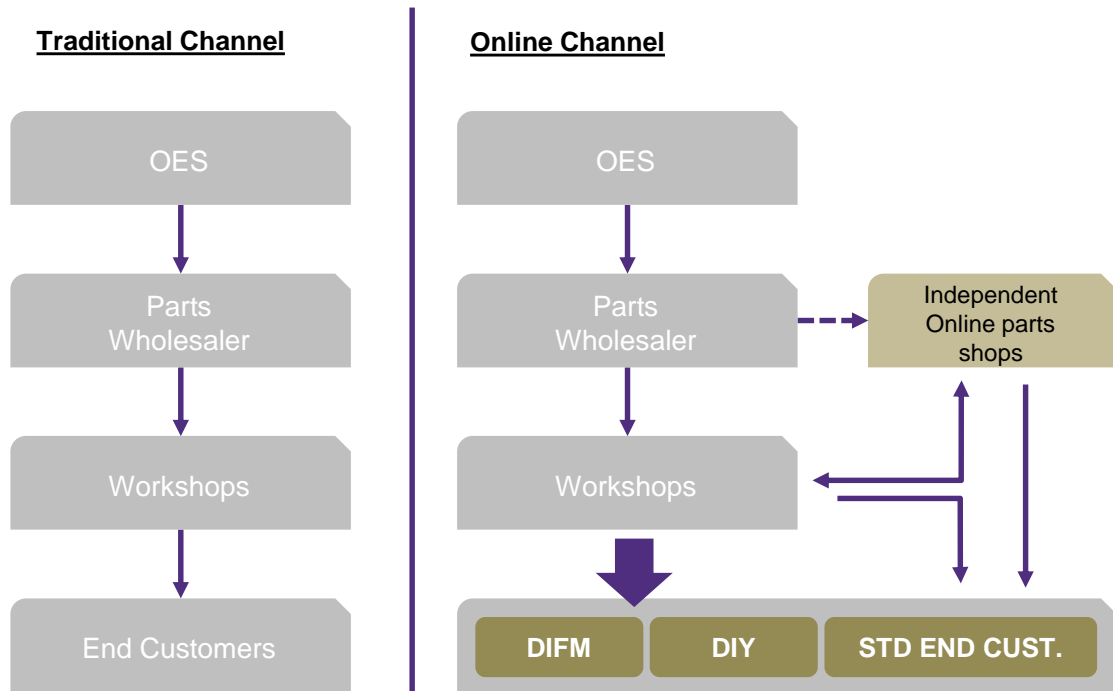 Traditional Channel
OES
Parts
Wholesaler
Workshops
End Customers
Online Channel
OES
Parts
Wholesaler
Independent
Online parts
shops
Workshops
DIFM
DIY
STD END CUST.